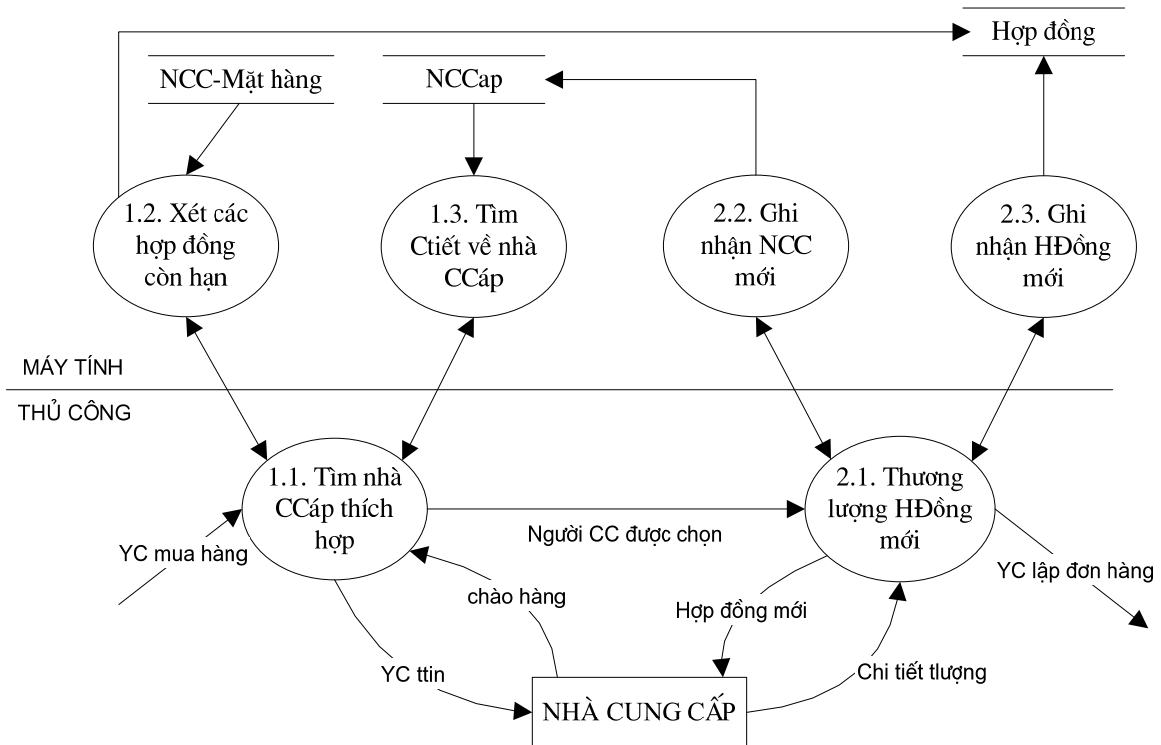 Hợp đồng
NCC-Mặt hàng
NCCap
1.2. Xét các
hợp đồng
còn hạn
1.3. Tìm
Ctiết về nhà
CCáp
2.2. Ghi
nhận NCC
mới
2.3. Ghi
nhận HĐồng
mới
MÁY TÍNH
THỦ CÔNG
1.1. Tìm nhà
CCáp thích
hợp
2.1. Thương
lượng HĐồng
mới
YC mua hàng
Người CC được chọn
YC lập đơn hàng
chào hàng
Hợp đồng mới
YC ttin
Chi tiết tlượng
NHÀ CUNG CẤP